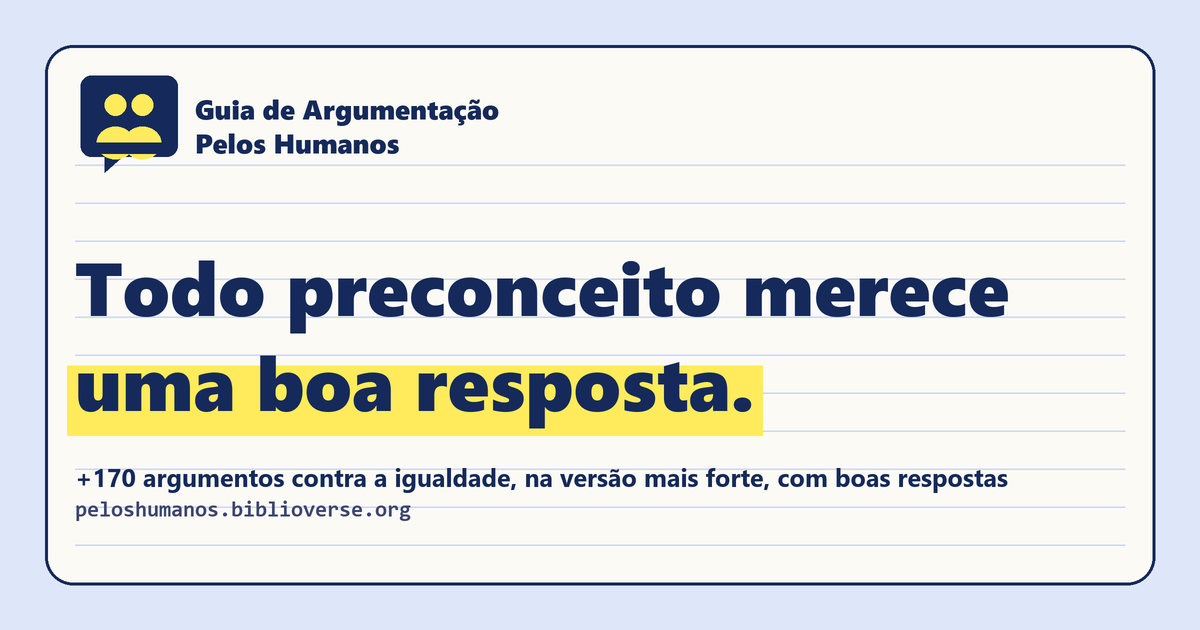 Guia de Argumentação
Pelos Humanos
Todo preconceito merece
uma boa resposta.
+170 argumentos contra a igualdade, na versão mais forte, com boas respostas
peloshumanos.biblioverse.org